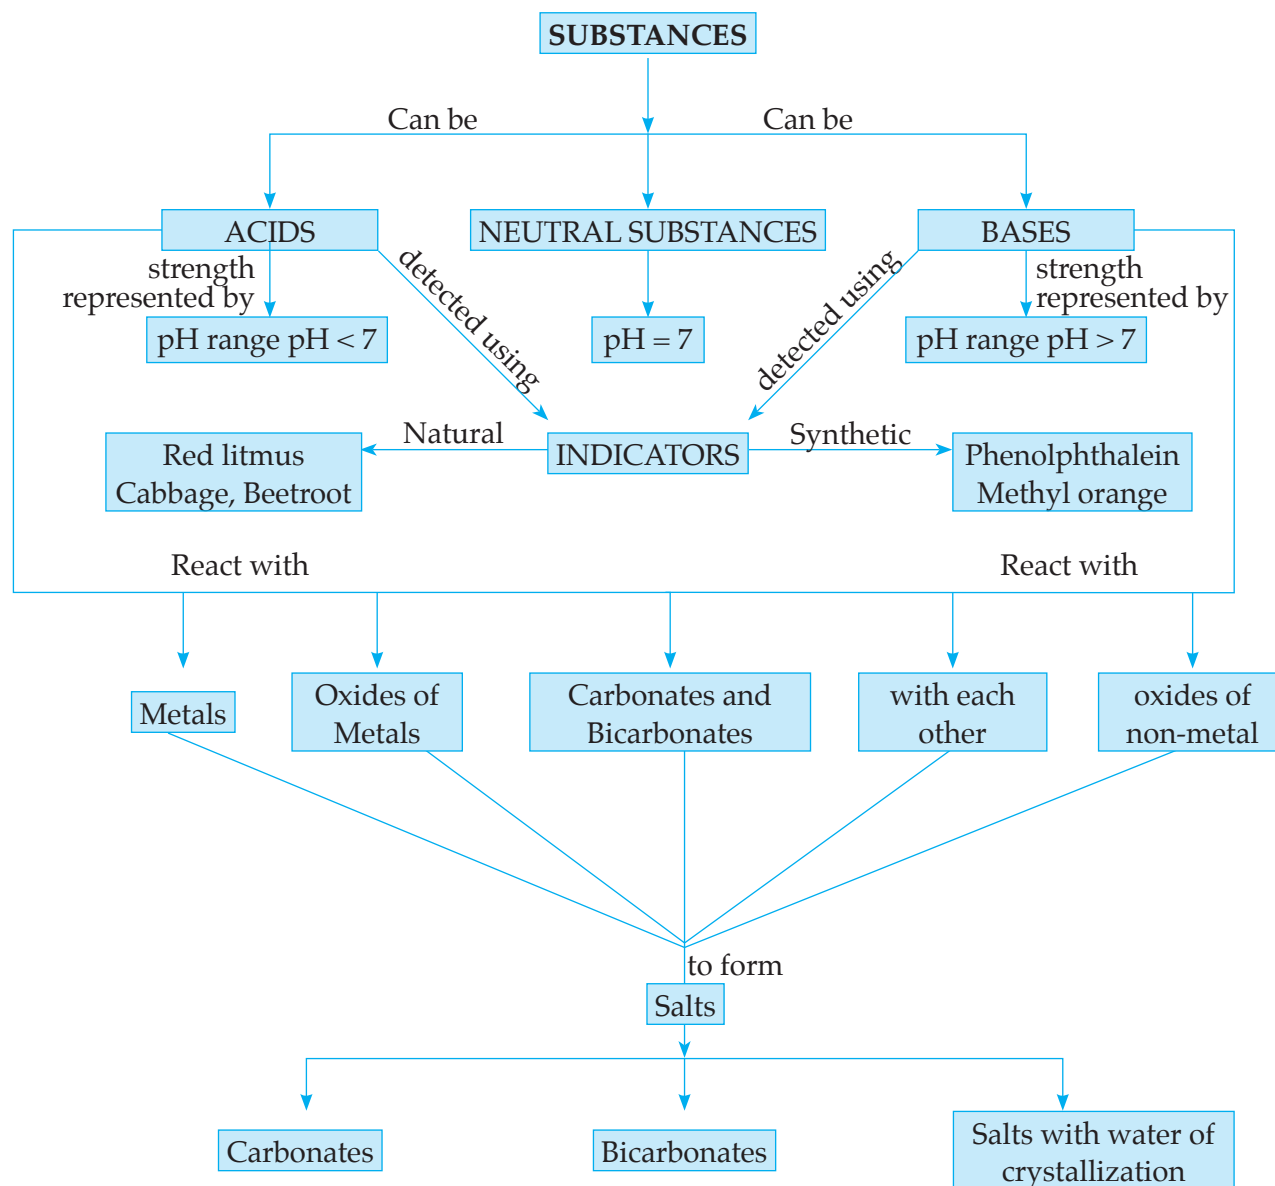 SUBSTANCES
Can be
Can be
ACIDS
NEUTRAL SUBSTANCES
BASES
strength
represented by
detected using
detected using
strength
represented by
pH range pH < 7
pH = 7
pH range pH > 7
Natural
INDICATORS
Synthetic
Red litmus
Cabbage, Beetroot
Phenolphthalein
Methyl orange
React with
React with
Metals
Oxides of
Metals
Carbonates and
Bicarbonates
with each
other
oxides of
non-metal
to form
Salts
Carbonates
Bicarbonates
Salts with water of
crystallization